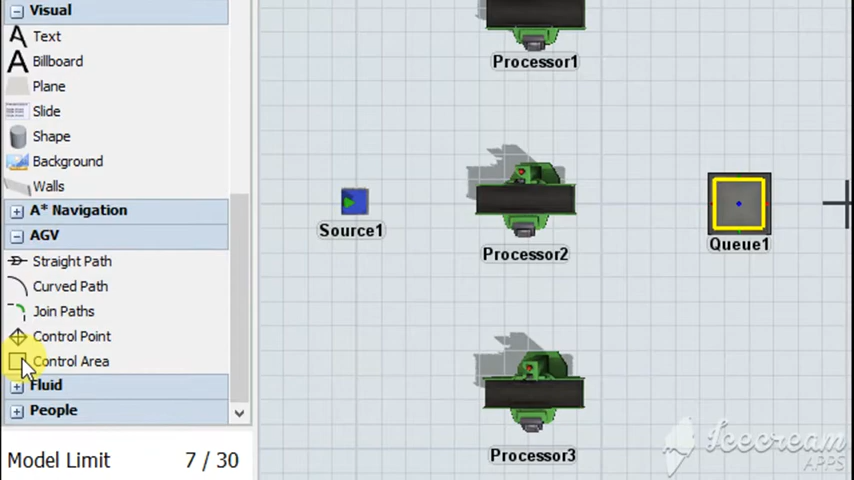 Visual
Text
Billboard
Plane
Slide
Shape
Background
Walls
A* Navigation
AGV
Straight Path
Curved Path
Join Paths
Control Point
Control Area
Fluid
People
Model Limit 7 / 30
Processor1
Source1
Processor2
Queue1
Processor3
Icecream
APPS